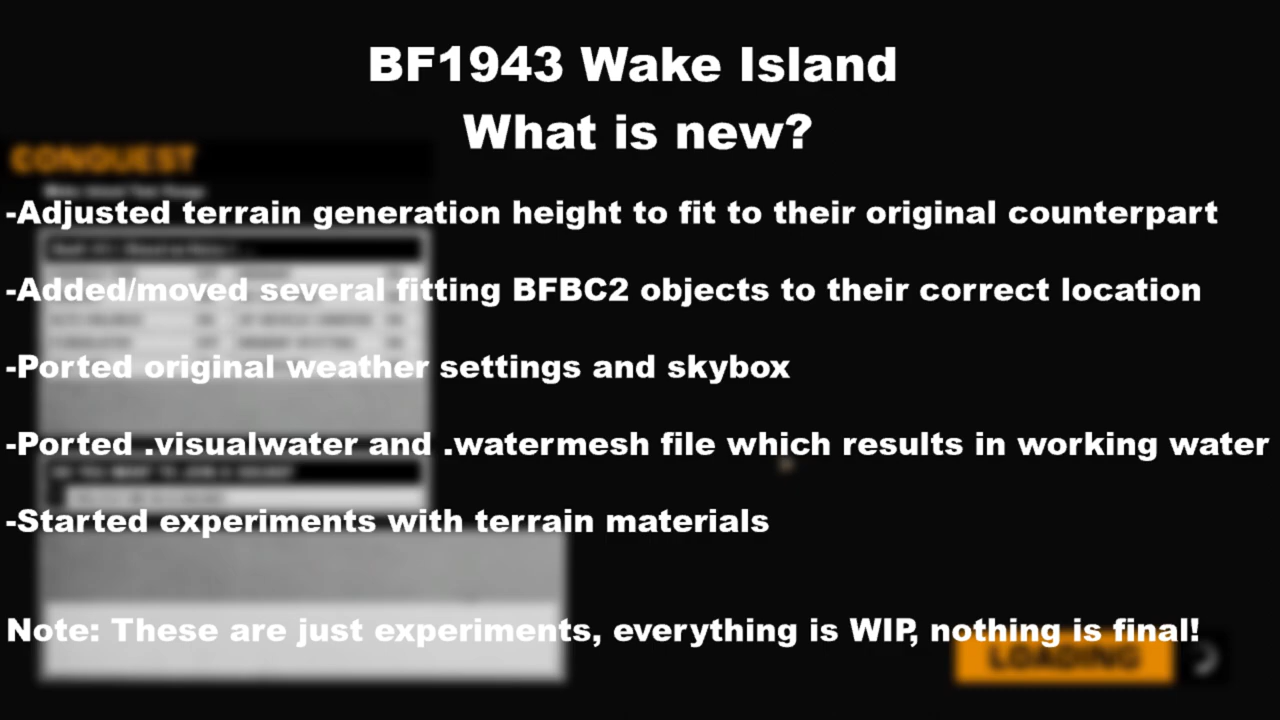 BF1943 Wake Island
What is new?
CONQUEST
-Adjusted terrain generation height to fit to their original counterpart
-Added/moved several fitting BFBC2 objects to their correct location
-Ported original weather settings and skybox
-Ported .visualwater and .watermesh file which results in working water
-Started experiments with terrain materials
Note: These are just experiments, everything is WIP, nothing is final!
LOADING